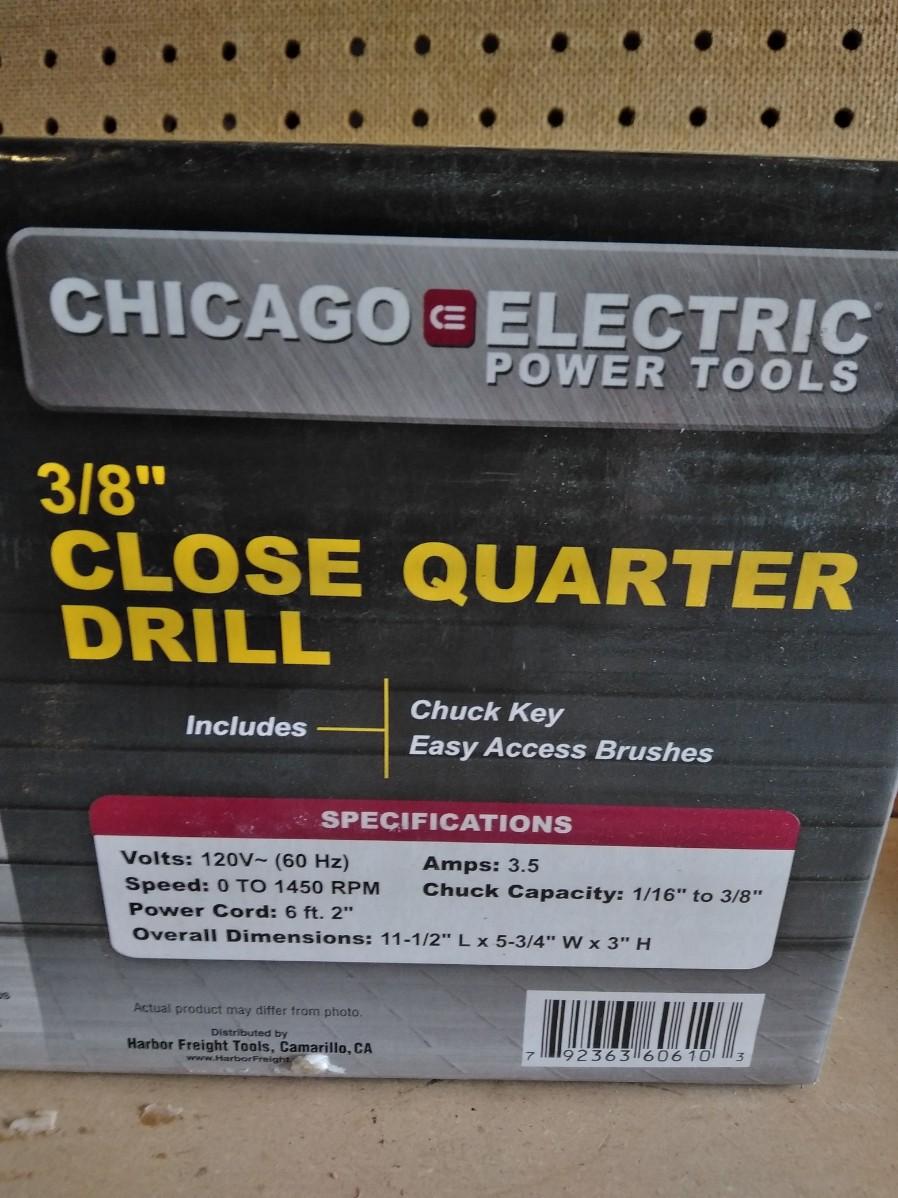 CHICAGO ELECTRIC
POWER TOOLS
3/8"
CLOSE QUARTER
DRILL
Includes
Chuck Key
Easy Access Brushes
SPECIFICATIONS
Volts: 120V~ (60 Hz) Amps: 3.5
Speed: 0 TO 1450 RPM Chuck Capacity: 1/16" to 3/8"
Power Cord: 6 ft. 2"
Overall Dimensions: 11-1/2" L x 5-3/4" W x 3" H
Actual product may differ from photo.
Distributed by
Harbor Freight Tools, Camarillo, CA
www.HarborFreight
7 92363 60610 3